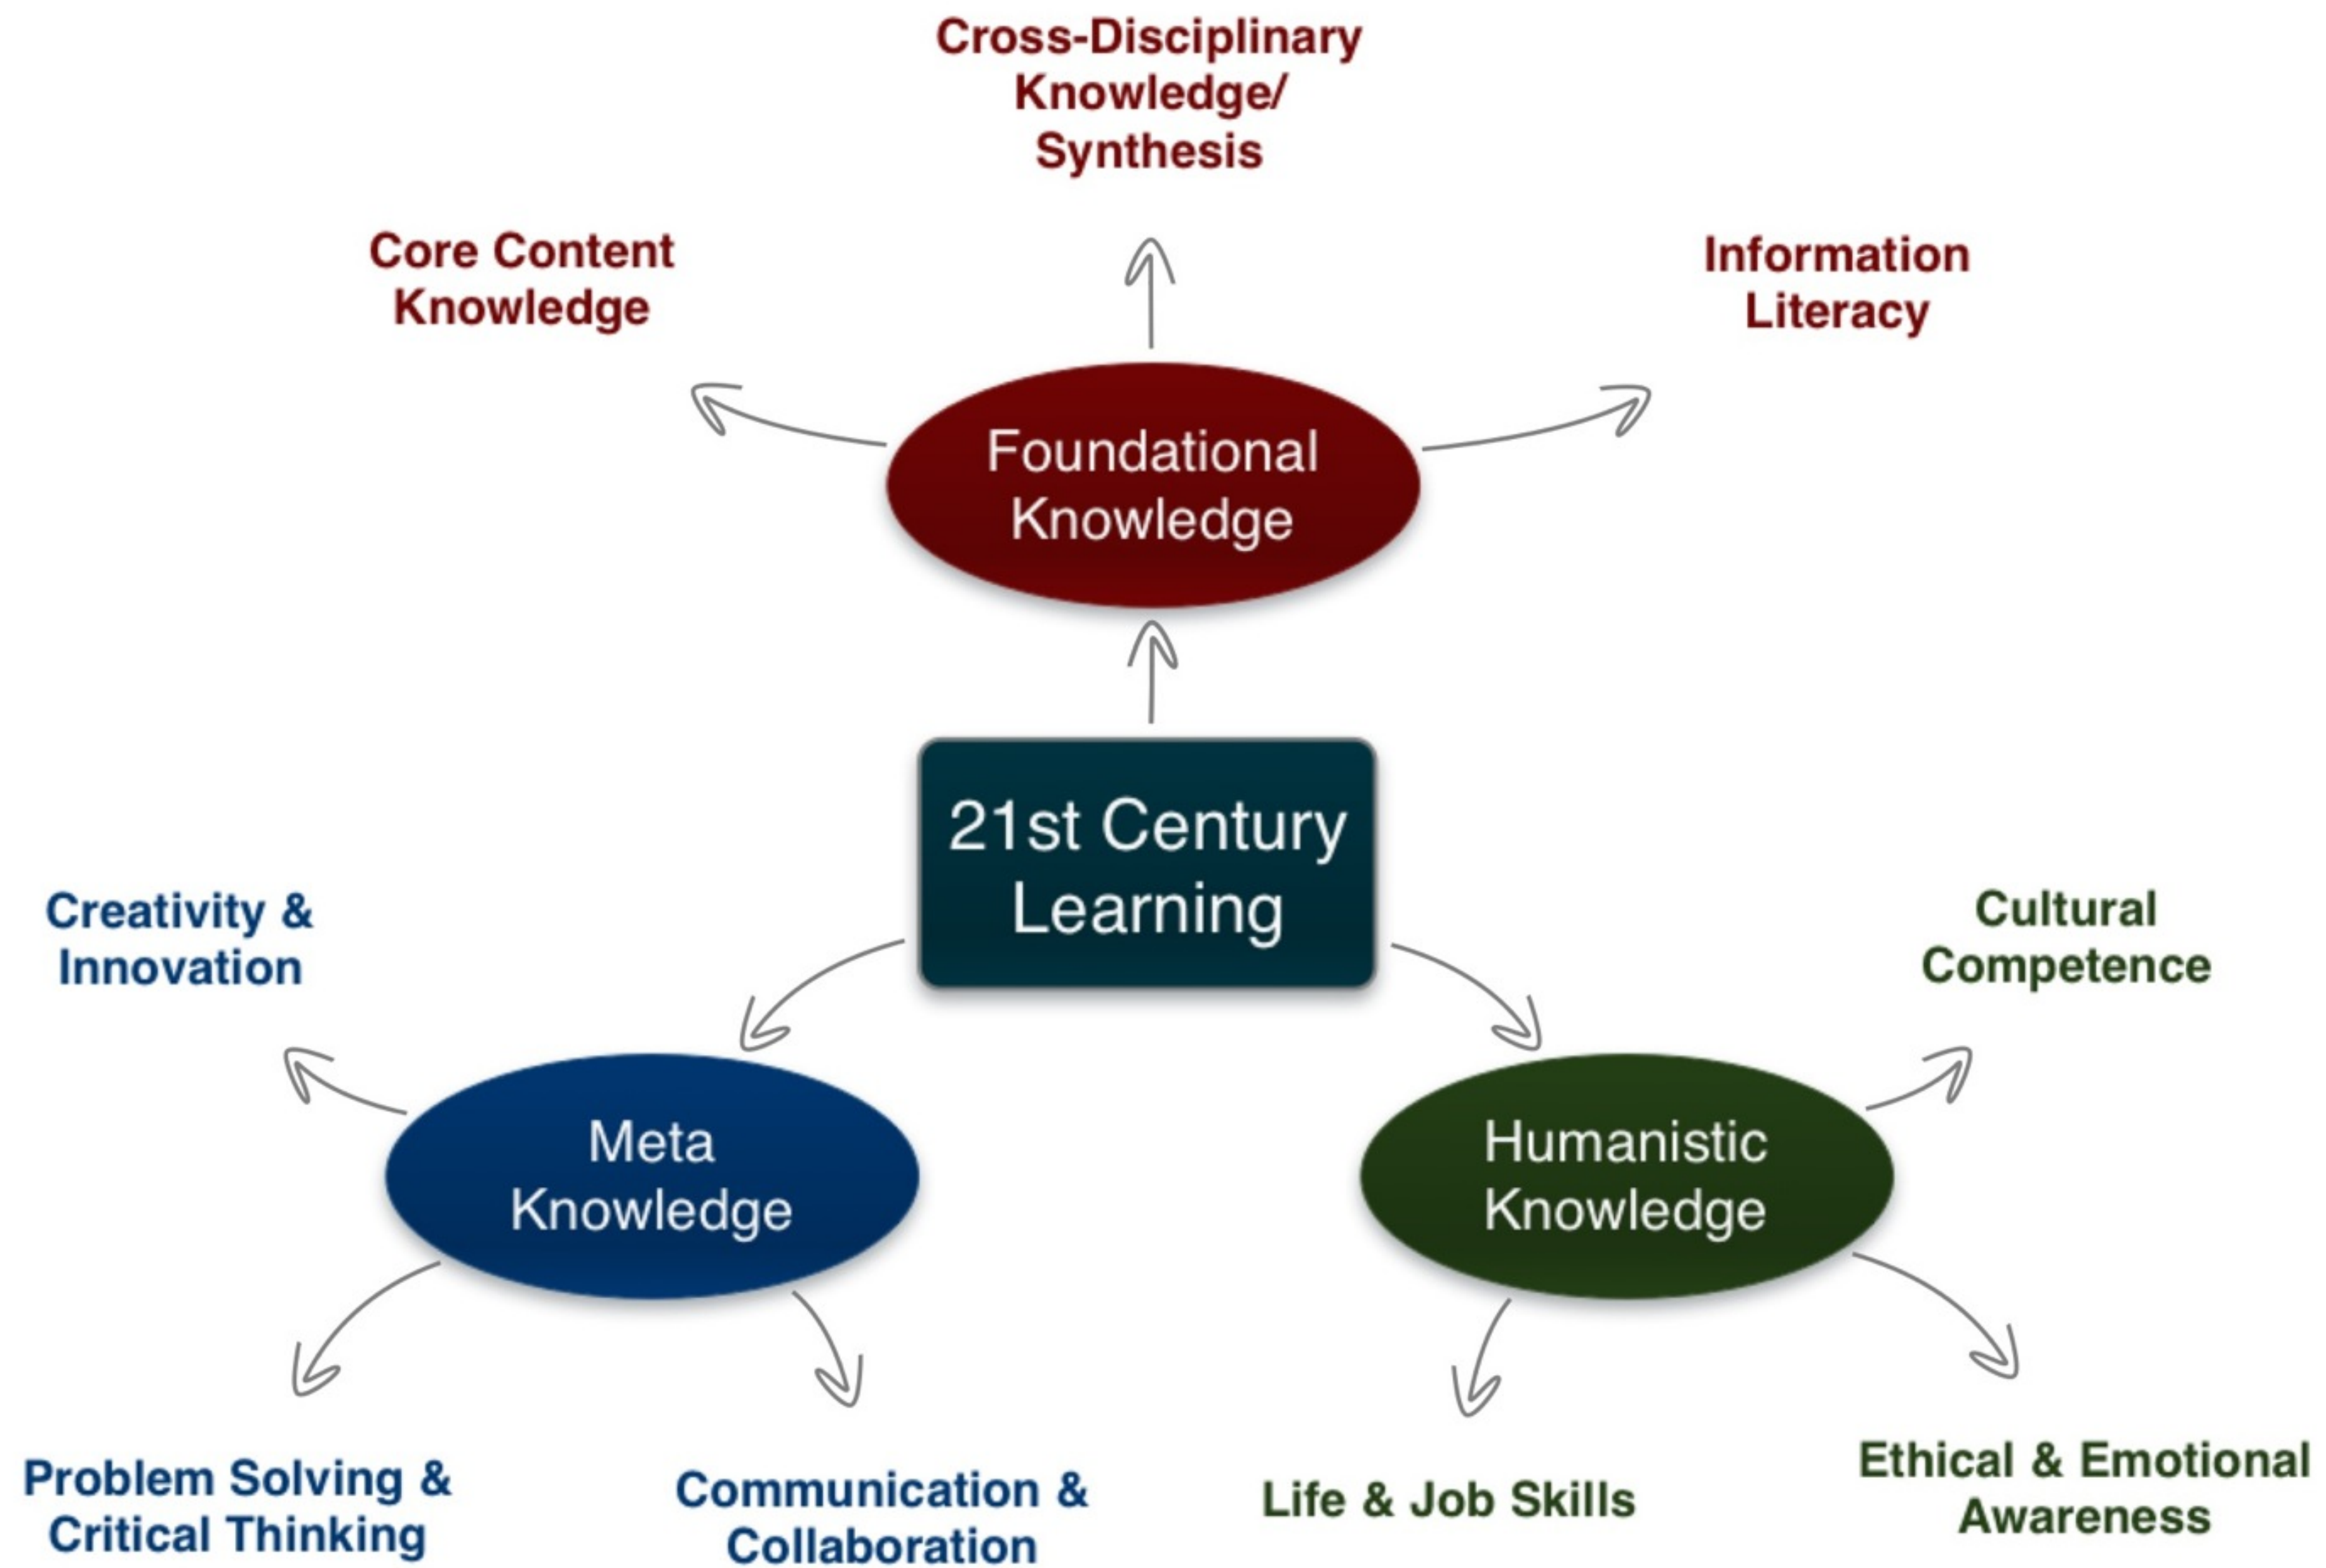 Cross-Disciplinary
Knowledge/
Synthesis
Core Content
Knowledge
Information
Literacy
Foundational
Knowledge
21st Century
Learning
Creativity &
Innovation
Cultural
Competence
Meta
Knowledge
Humanistic
Knowledge
Problem Solving &
Critical Thinking
Communication &
Collaboration
Life & Job Skills
Ethical & Emotional
Awareness